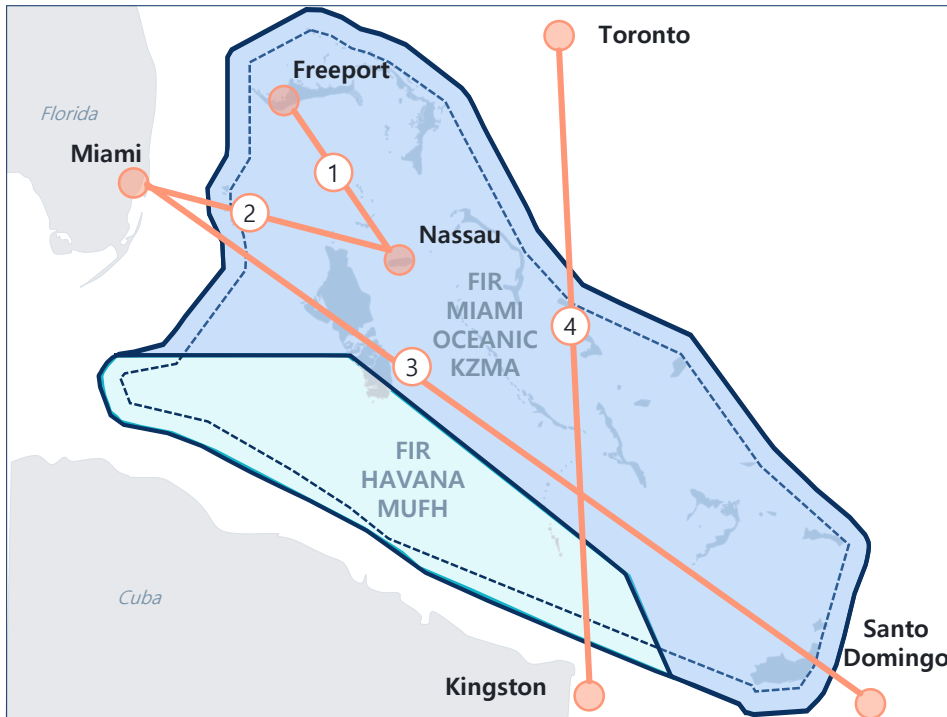 Toronto
Freeport
Florida
Miami
1
2
Nassau
FIR
MIAMI
OCEANIC
KZMA
4
3
FIR
HAVANA
MUFH
Cuba
Santo
Domingo
Kingston